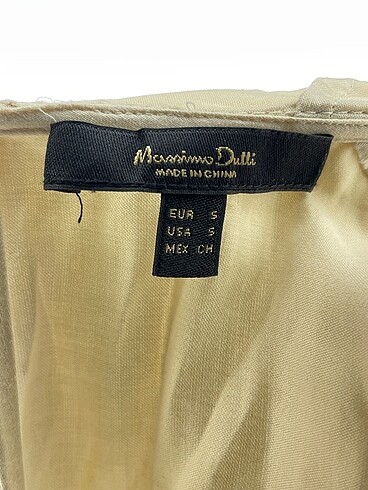 Massimo Dutti
MADE IN CHINA
EUR S
USA S
MEX CH